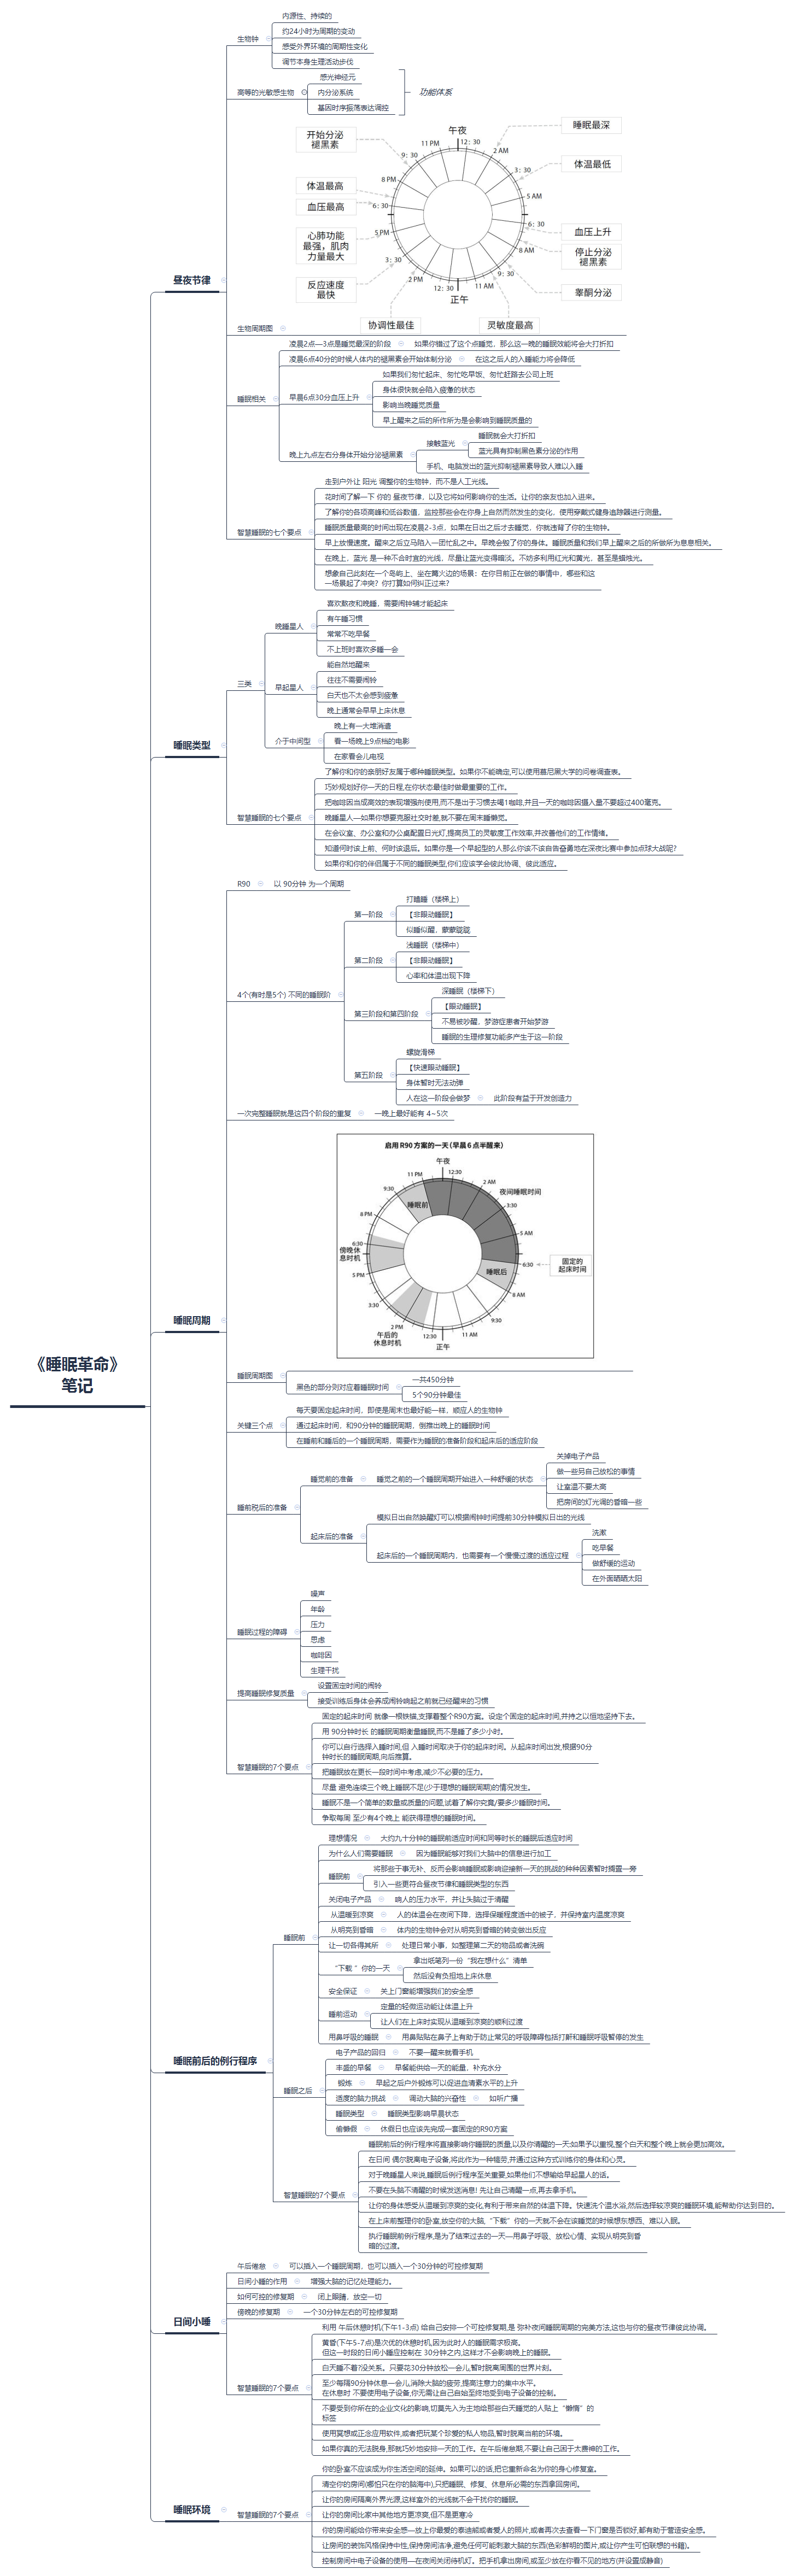 《睡眠革命》
笔记
昼夜节律
生物钟
内源性、持续的
约24小时为周期的变动
感受外界环境的周期性变化
调节本身生理活动步伐
高等的光敏感生物
感光神经元
内分泌系统
基因时序振荡表达调控
功能体系
午夜
12:30
2 AM
3:30
5 AM
6:30
8 AM
9:30
11 AM
正午
12:30
2 PM
3:30
5 PM
6:30
8 PM
9:30
11 PM
睡眠最深
体温最低
血压上升
停止分泌
褪黑素
睾酮分泌
灵敏度最高
协调性最佳
反应速度
最快
心肺功能
最强,肌肉
力量最大
血压最高
体温最高
开始分泌
褪黑素
生物周期图
睡眠相关
凌晨2点—3点是睡觉最深的阶段
如果你错过了这个点睡觉,那么这一晚的睡眠效能将会大打折扣
凌晨6点40分的时候人体内的褪黑素会开始体制分泌
在这之后人的入睡能力将会降低
早晨6点30分血压上升
如果我们匆忙起床、匆忙吃早饭、匆忙赶路去公司上班
身体很快就会陷入疲惫的状态
影响当晚睡觉质量
早上醒来之后的所作所为是会影响到睡眠质量的
晚上九点左右分身体开始分泌褪黑素
接触蓝光
睡眠就会大打折扣
蓝光具有抑制黑色素分泌的作用
手机、电脑发出的蓝光抑制褪黑素导致人难以入睡
智慧睡眠的七个要点
走到户外让 阳光 调整你的生物钟,而不是人工光线。
花时间了解一下 你的 昼夜节律,以及它将如何影响你的生活。让你的亲友也加入进来。
了解你的各项高峰和低谷数值,监控那些会在你身上自然而然发生的变化,使用穿戴式健身追踪器进行测量。
睡眠质量最高的时间出现在凌晨2-3点,如果在日出之后才去睡觉,你就违背了你的生物钟。
早上放慢速度。醒来之后立马陷入一团忙乱之中。早晚会毁了你的身体。睡眠质量和我们早上醒来之后的所做所为息息相关。
在晚上,蓝光 是一种不合时宜的光线,尽量让蓝光变得暗淡。不妨多利用红光和黄光,甚至是蜡烛光。
想象自己此刻在一个岛屿上、坐在篝火边的场景:在你目前正在做的事情中,哪些和这
一场景起了冲突?你打算如何纠正过来?
睡眠类型
三类
晚睡星人
喜欢熬夜和晚睡,需要闹钟辅才能起床
有午睡习惯
常常不吃早餐
不上班时喜欢多睡一会
早起星人
能自然地醒来
往往不需要闹铃
白天也不太会感到疲惫
晚上通常会早早上床休息
介于中间型
晚上有一大堆消遣
看一场晚上9点档的电影
在家看会儿电视
智慧睡眠的七个要点
了解你和你的亲朋好友属于哪种睡眠类型。如果你不能确定,可以使用慕尼黑大学的问卷调查表。
巧妙规划好你一天的日程,在你状态最佳时做最重要的工作。
把咖啡因当成高效的表现增强剂使用,而不是出于习惯去喝1咖啡,并且一天的咖啡因摄入量不要超过400毫克。
晚睡星人—如果你想要克服社交时差,就不要在周末睡懒觉。
在会议室、办公室和办公桌配置日光灯,提高员工的灵敏度工作效率,并改善他们的工作情绪。
知道何时该上前、何时该退后。如果你是一个早起型的人那么你该不该自告奋勇地在深夜比赛中参加点球大战呢?
如果你和你的伴侣属于不同的睡眠类型,你们应该学会彼此协调、彼此适应。
睡眠周期
R90
以 90分钟 为一个周期
4个(有时是5个) 不同的睡眠阶
第一阶段
打瞌睡(楼梯上)
【非眼动睡眠】
似睡似醒,蒙蒙胧胧
第二阶段
浅睡眠(楼梯中)
【非眼动睡眠】
心率和体温出现下降
第三阶段和第四阶段
深睡眠(楼梯下)
【眼动睡眠】
不易被吵醒,梦游症患者开始梦游
睡眠的生理修复功能多产生于这一阶段
第五阶段
螺旋滑梯
【快速眼动睡眠】
身体暂时无法动弹
人在这一阶段会做梦
此阶段有益于开发创造力
一次完整睡眠就是这四个阶段的重复
一晚上最好能有 4~5次
启用R90方案的一天(早晨6点半醒来)
午夜
12:30
2 AM
夜间睡眠时间
3:30
5 AM
6:30
固定的
起床时间
睡眠后
8 AM
9:30
11 AM
正午
12:30
2 PM
午后的
休息时机
3:30
5 PM
6:30
傍晚休
息时机
8 PM
9:30
11 PM
睡眠前
睡眠周期图
黑色的部分则对应着睡眠时间
一共450分钟
5个90分钟最佳
关键三个点
每天要固定起床时间,即使是周末也最好能一样,顺应人的生物钟
通过起床时间,和90分钟的睡眠周期,倒推出晚上的睡眠时间
在睡前和睡后的一个睡眠周期,需要作为睡眠的准备阶段和起床后的适应阶段
睡前税后的准备
睡觉前的准备
睡觉之前的一个睡眠周期开始进入一种舒缓的状态
关掉电子产品
做一些另自己放松的事情
让室温不要太高
把房间的灯光调的昏暗一些
起床后的准备
模拟日出自然唤醒灯可以根据闹钟时间提前30分钟模拟日出的光线
起床后的一个睡眠周期内,也需要有一个慢慢过渡的适应过程
洗漱
吃早餐
做舒缓的运动
在外面晒晒太阳
睡眠过程的障碍
噪声
年龄
压力
思虑
咖啡因
生理干扰
提高睡眠修复质量
设置固定时间的闹铃
接受训练后身体会养成闹铃响起之前就已经醒来的习惯
智慧睡眠的7个要点
固定的起床时间 就像一根铁锚,支撑着整个R90方案。设定个固定的起床时间,并持之以恒地坚持下去。
用 90分钟时长 的睡眠周期衡量睡眠,而不是睡了多少小时。
你可以自行选择入睡时间,但 入睡时间取决于你的起床时间。从起床时间出发,根据90分
钟时长的睡眠周期,向后推算。
把睡眠放在更长一段时间中考虑,减少不必要的压力。
尽量 避免连续三个晚上睡眠不足(少于理想的睡眠周期)的情况发生。
睡眠不是一个简单的数量或质量的问题,试着了解你究竟/要多少睡眠时间。
争取每周 至少有4个晚上 能获得理想的睡眠时间。
睡眠前后的例行程序
睡眠前
理想情况
大约九十分钟的睡眠前适应时间和同等时长的睡眠后适应时间
为什么人们需要睡眠
因为睡眠能够对我们大脑中的信息进行加工
睡眠前
将那些于事无补、反而会影响睡眠或影响迎接新一天的挑战的种种因素暂时搁置一旁
引入一些更符合昼夜节律和睡眠类型的东西
关闭电子产品
响人的压力水平,并让头脑过于清醒
从温暖到凉爽
人的体温会在夜间下降,选择保暖程度适中的被子,并保持室内温度凉爽
从明亮到昏暗
体内的生物钟会对从明亮到昏暗的转变做出反应
让一切各得其所
处理日常小事,如整理第二天的物品或者洗碗
“下载 ” 你的一天
拿出纸笔列一份“我在想什么”清单
然后没有负担地上床休息
安全保证
关上门窗能增强我们的安全感
睡前运动
定量的轻微运动能让体温上升
让人们在上床时实现从温暖到凉爽的顺利过渡
用鼻呼吸的睡眠
用鼻贴贴在鼻子上有助于防止常见的呼吸障碍包括打鼾和睡眠呼吸暂停的发生
睡眠之后
电子产品的回归
不要一醒来就看手机
丰盛的早餐
早餐能供给一天的能量,补充水分
锻炼
早起之后户外锻炼可以促进血清素水平的上升
适度的脑力挑战
调动大脑的兴奋性
如听广播
睡眠类型
睡眠类型影响早晨状态
偷懒假
休假日也应该先完成一套固定的R90方案
智慧睡眠的7个要点
睡眠前后的例行程序将直接影响你睡眠的质量,以及你清醒的一天;如果予以重视,整个白天和整个晚上就会更加高效。
在日间 偶尔脱离电子设备,将此作为一种犒劳,并通过这种方式训练你的身体和心灵。
对于晚睡星人来说,睡眠后例行程序至关重要,如果他们不想输给早起星人的话。
不要在头脑不清醒的时候发送消息! 先让自己清醒一点,再去拿手机。
让你的身体感受从温暖到凉爽的变化,有利于带来自然的体温下降。快速洗个温水浴,然后选择较凉爽的睡眠环境,能帮助你达到目的。
在上床前整理你的卧室,放空你的大脑,“下载”你的一天就不会在该睡觉的时候想东想西、难以入眠。
执行睡眠前例行程序,是为了结束过去的一天—用鼻子呼吸、放松心情、实现从明亮到昏
暗的过渡。
日间小睡
午后倦怠
可以插入一个睡眠周期,也可以插入一个30分钟的可控修复期
日间小睡的作用
增强大脑的记忆处理能力。
如何可控的修复期
闭上眼睛,放空一切
傍晚的修复期
一个30分钟左右的可控修复期
智慧睡眠的7个要点
利用 午后休憩时机(下午1-3点) 给自己安排一个可控修复期,是 弥补夜间睡眠周期的完美方法,这也与你的昼夜节律彼此协调。
黄昏(下午5-7点)是次优的休憩时机,因为此时人的睡眠需求极高。
但这一时段的日间小睡应控制在 30分钟之内,这样才不会影响晚上的睡眠。
白天睡不着?没关系。只要花30分钟放松一会儿,暂时脱离周围的世界片刻。
至少每隔90分钟休息一会儿,消除大脑的疲劳,提高注意力的集中水平。
在休息时 不要使用电子设备,你无需让自己自始至终地受到电子设备的控制。
不要受到你所在的企业文化的影响,切莫先入为主地给那些白天睡觉的人贴上“懒惰”的
标签
使用冥想或正念应用软件,或者把玩某个珍爱的私人物品,暂时脱离当前的环境。
如果你真的无法脱身,那就巧妙地安排一天的工作。在午后倦怠期,不要让自己困于太费神的工作。
睡眠环境
智慧睡眠的7个要点
你的卧室不应该成为你生活空间的延伸。如果可以的话,把它重新命名为你的身心修复室。
清空你的房间(哪怕只在你的脑海中),只把睡眠、修复、休息所必需的东西拿回房间。
让你的房间隔离外界光源,这样室外的光线就不会干扰你的睡眠。
让你的房间比家中其他地方更凉爽,但不是更寒冷
你的房间能给你带来安全感—放上你最爱的泰迪熊或者爱人的照片,或者再次去查看一下门窗是否锁好,都有助于营造安全感。
让房间的装饰风格保持中性,保持房间洁净,避免任何可能刺激大脑的东西(色彩鲜明的图片,或让你产生可怕联想的书籍)。
控制房间中电子设备的使用—在夜间关闭待机灯。把手机拿出房间,或至少放在你看不见的地方(并设置成静音)